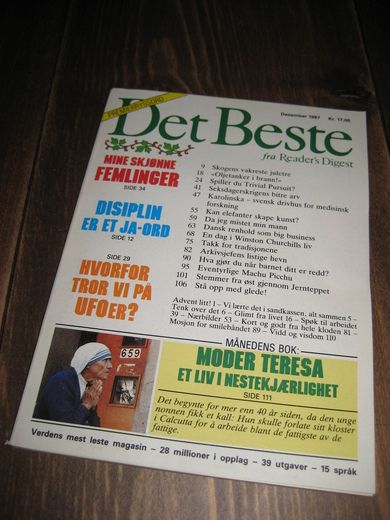 PREMIEKRYSSORD
Det Beste
Desember 1987 Kr. 17,00
fra Reader's Digest
MINE SKJØNNE
FEMLINGER
SIDE 34
DISIPLIN
ER ET JA-ORD
SIDE 12
SIDE 29
HVORFOR
TROR VI PÅ
UFOer?
9 Skogens vakreste juletre
18 «Oljetanker i brann!»
24 Spiller du Trivial Pursuit?
41 Seksdagerskrigens bitre arv
47 Karolinska – svensk drivhus for medisinsk
forskning
55 Kan elefanter skape kunst?
59 Da jeg mistet min mann
63 Dansk renhold som big business
68 En dag i Winston Churchills liv
75 Takk for tradisjonene
82 Arkivsjefens listige hevn
90 Hva gjør du når barnet ditt er redd?
95 Eventyrlige Machu Picchu
101 Stemmer fra øst gjennom Jernteppet
106 Stå opp med glede!
Advent litt! 1 – Vi lærte det i sandkassen, alt sammen 5 –
Tenk over det 6 – Glimt fra livet 16 – Spøk til arbeidet
39 – Nærbilder 53 – Kort og godt fra hele kloden 81 –
Mosjon for smilebåndet 89 – Vidd og visdom 110
MÅNEDENS BOK:
MODER TERESA
ET LIV I NESTEKJÆRLIGHET
SIDE 111
659
Det begynte for mer enn 40 år siden, da den unge
nonnen fikk et kall: Hun skulle forlate sitt kloster
i Calcutta for å arbeide blant de fattigste av de
fattige.
Verdens mest leste magasin – 28 millioner i opplag – 39 utgaver – 15 språk